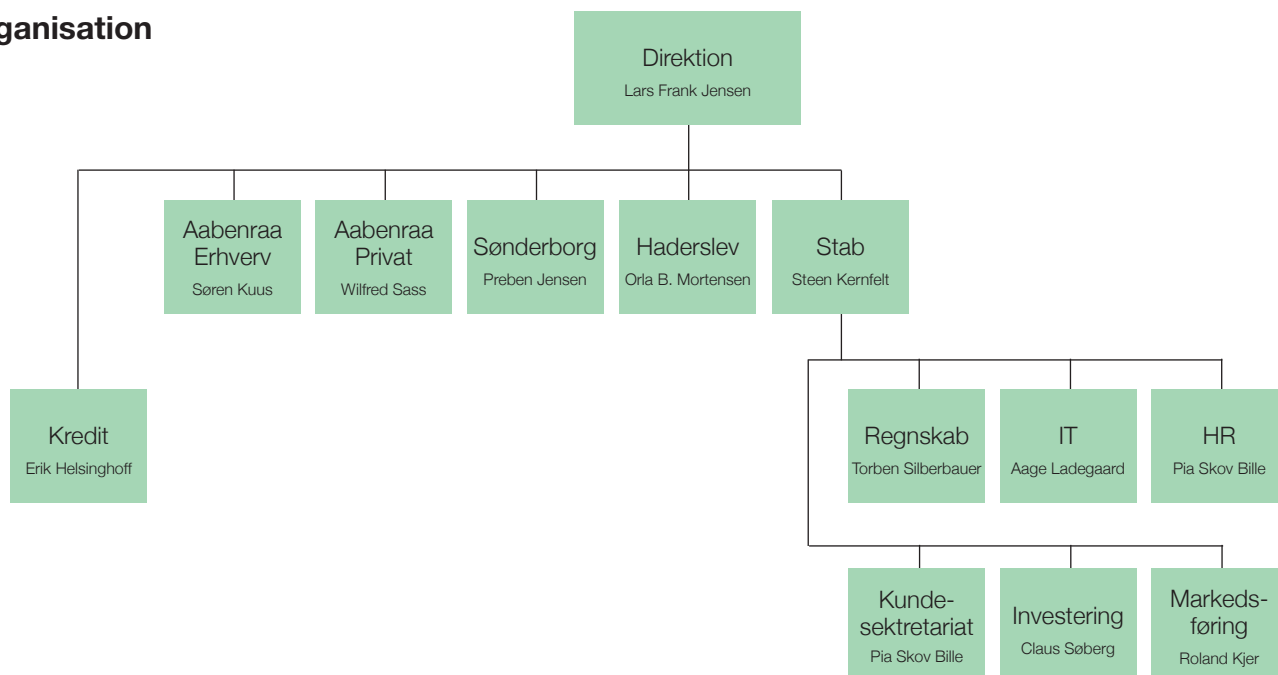 ganisation
Direktion
Lars Frank Jensen
Aabenraa
Erhverv
Søren Kuus
Aabenraa
Privat
Wilfred Sass
Sønderborg
Preben Jensen
Haderslev
Orla B. Mortensen
Stab
Steen Kernfelt
Kredit
Erik Helsinghoff
Regnskab
Torben Silberbauer
IT
Aage Ladegaard
HR
Pia Skov Bille
Kunde-
sektretariat
Pia Skov Bille
Investering
Claus Søberg
Markeds-
føring
Roland Kjer